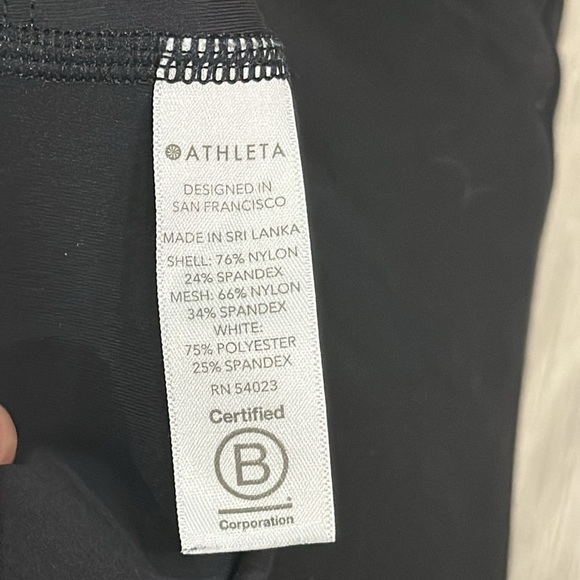 ATHLETA
DESIGNED IN
SAN FRANCISCO
MADE IN SRI LANKA
SHELL: 76% NYLON
24% SPANDEX
MESH: 66% NYLON
34% SPANDEX
WHITE:
75% POLYESTER
25% SPANDEX
RN 54023
Certified
B
Corporation